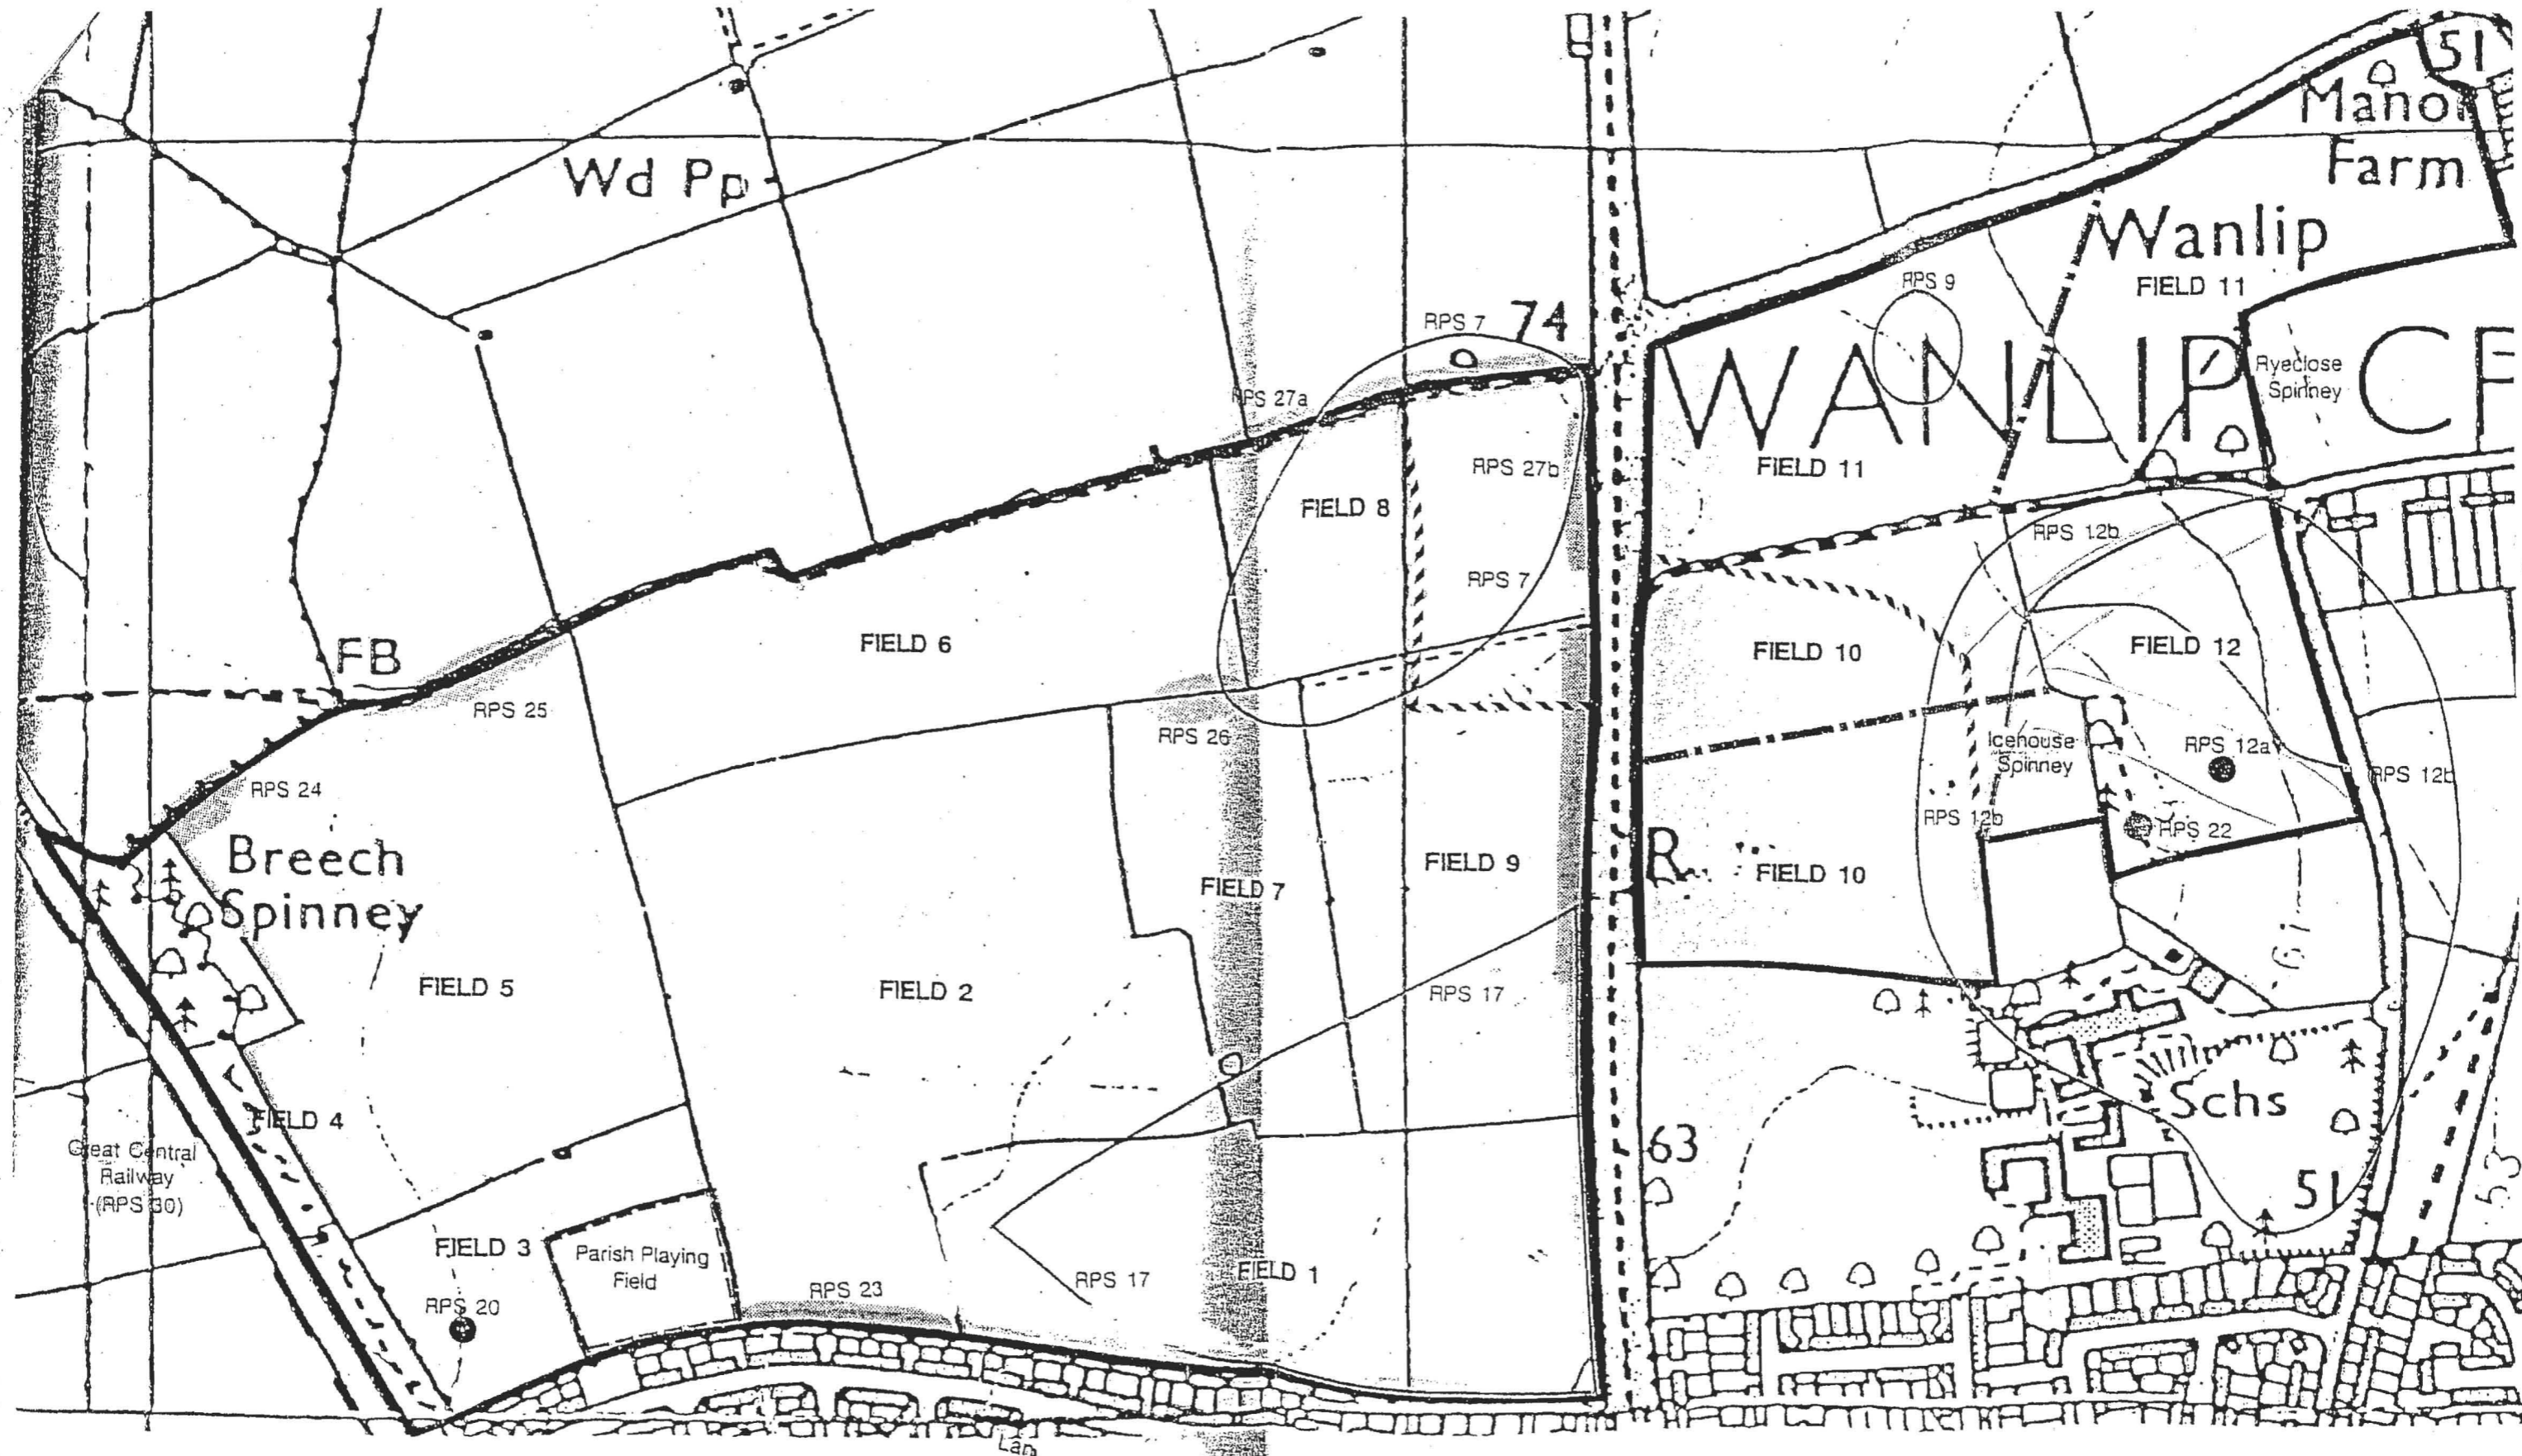 51
Manor
Farm
Wd Pp
Wanlip
FIELD 11
RPS 9
RPS 7
74
WANLIP CP
Ryeclose
Spinney
RPS 27a
RPS 27b
FIELD 11
FIELD 8
RPS 12b
RPS 7
FIELD 6
FIELD 10
FIELD 12
FB
RPS 25
RPS 26
Icehouse
Spinney
RPS 12a
RPS 12b
RPS 24
RPS 12b
RPS 22
Breech
Spinney
FIELD 7
FIELD 9
R
FIELD 10
61
FIELD 5
FIELD 2
RPS 17
Schs
FIELD 4
Great Central
Railway
(RPS 30)
63
53
51
FIELD 3
Parish Playing
Field
RPS 20
RPS 23
RPS 17
FIELD 1